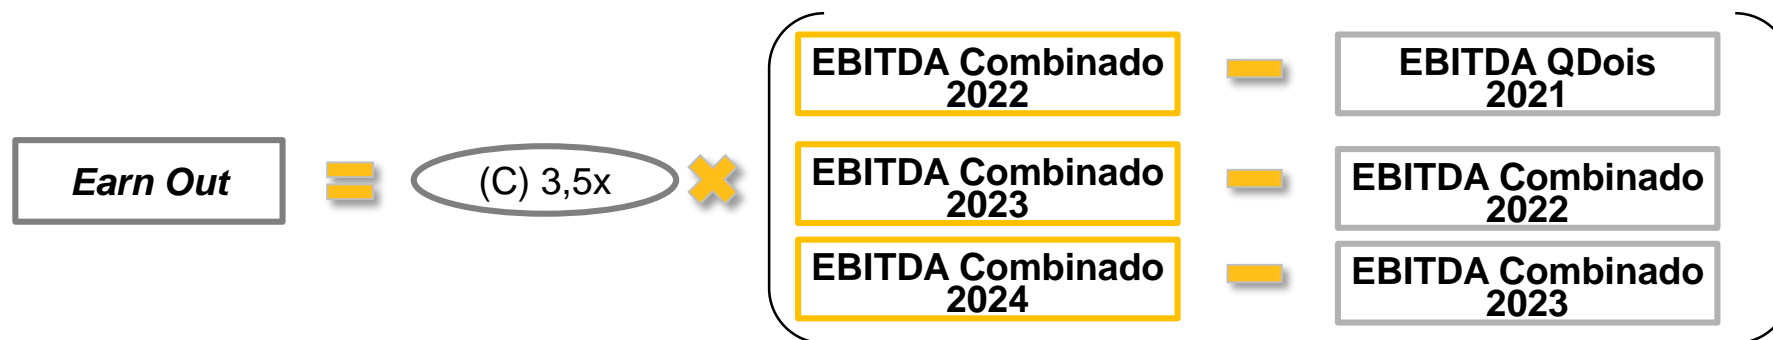 EBITDA Combinado
2022
EBITDA QDois
2021
Earn Out
(C) 3,5x
EBITDA Combinado
2023
EBITDA Combinado
2022
EBITDA Combinado
2024
EBITDA Combinado
2023